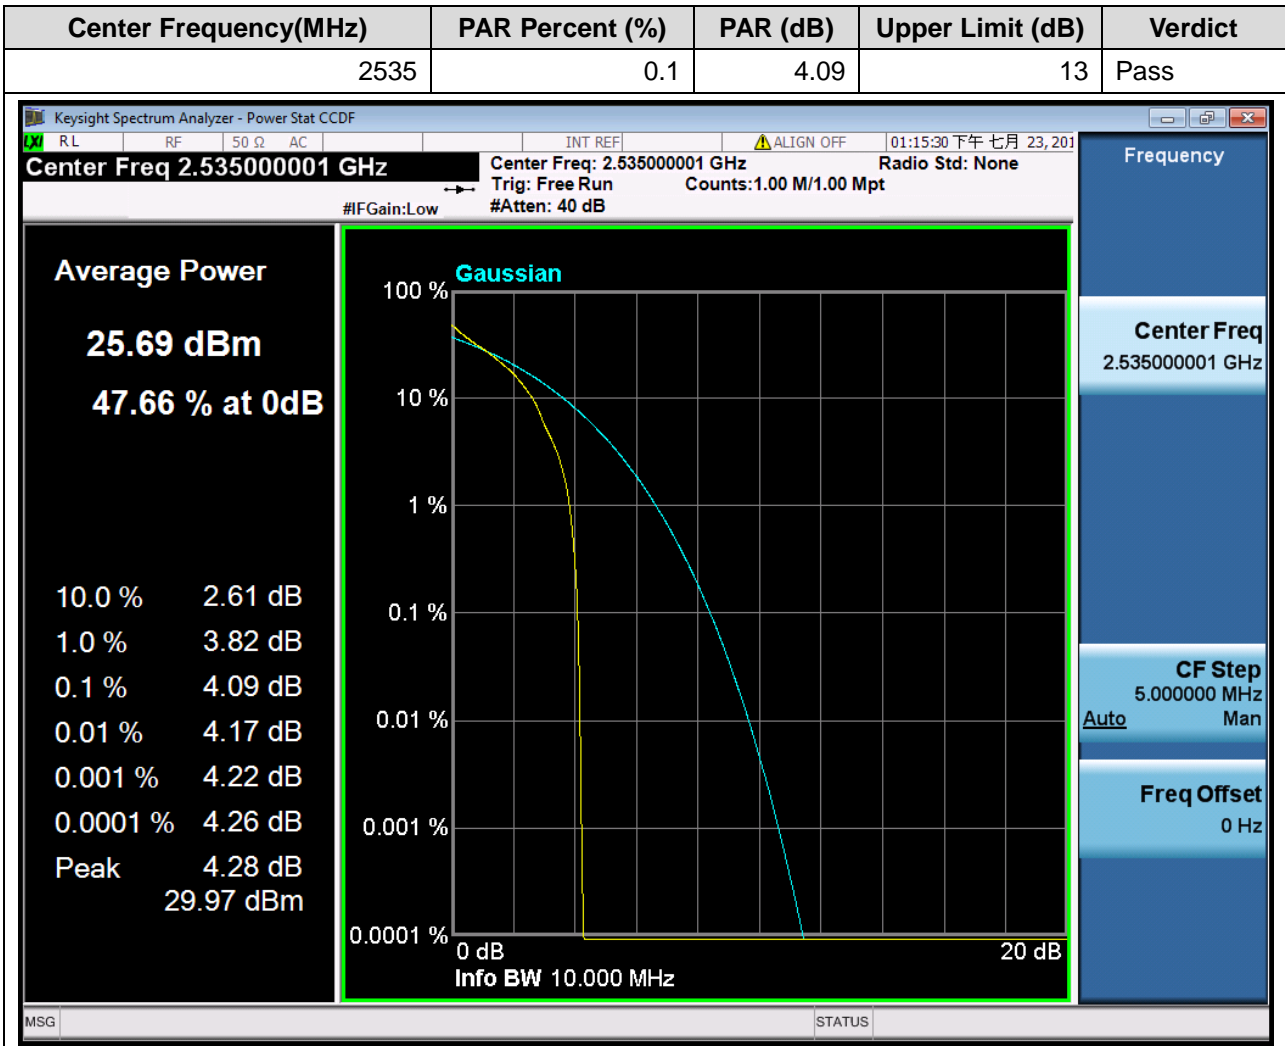 Center Frequency(MHz) PAR Percent (%) PAR (dB) Upper Limit (dB) Verdict
2535 0.1 4.09 13 Pass
Keysight Spectrum Analyzer - Power Stat CCDF
LXI RL RF 50 Ω AC INT REF ALIGN OFF 01:15:30 下午 七月 23, 201
Center Freq 2.535000001 GHz
Center Freq: 2.535000001 GHz Radio Std: None
Trig: Free Run Counts:1.00 M/1.00 Mpt
#IFGain:Low #Atten: 40 dB
Frequency
Average Power
25.69 dBm
47.66 % at 0dB
10.0 % 2.61 dB
1.0 % 3.82 dB
0.1 % 4.09 dB
0.01 % 4.17 dB
0.001 % 4.22 dB
0.0001 % 4.26 dB
Peak 4.28 dB
29.97 dBm
Gaussian
100 %
10 %
1 %
0.1 %
0.01 %
0.001 %
0.0001 %
0 dB 20 dB
Info BW 10.000 MHz
Center Freq
2.535000001 GHz
CF Step
5.000000 MHz
Auto Man
Freq Offset
0 Hz
MSG STATUS